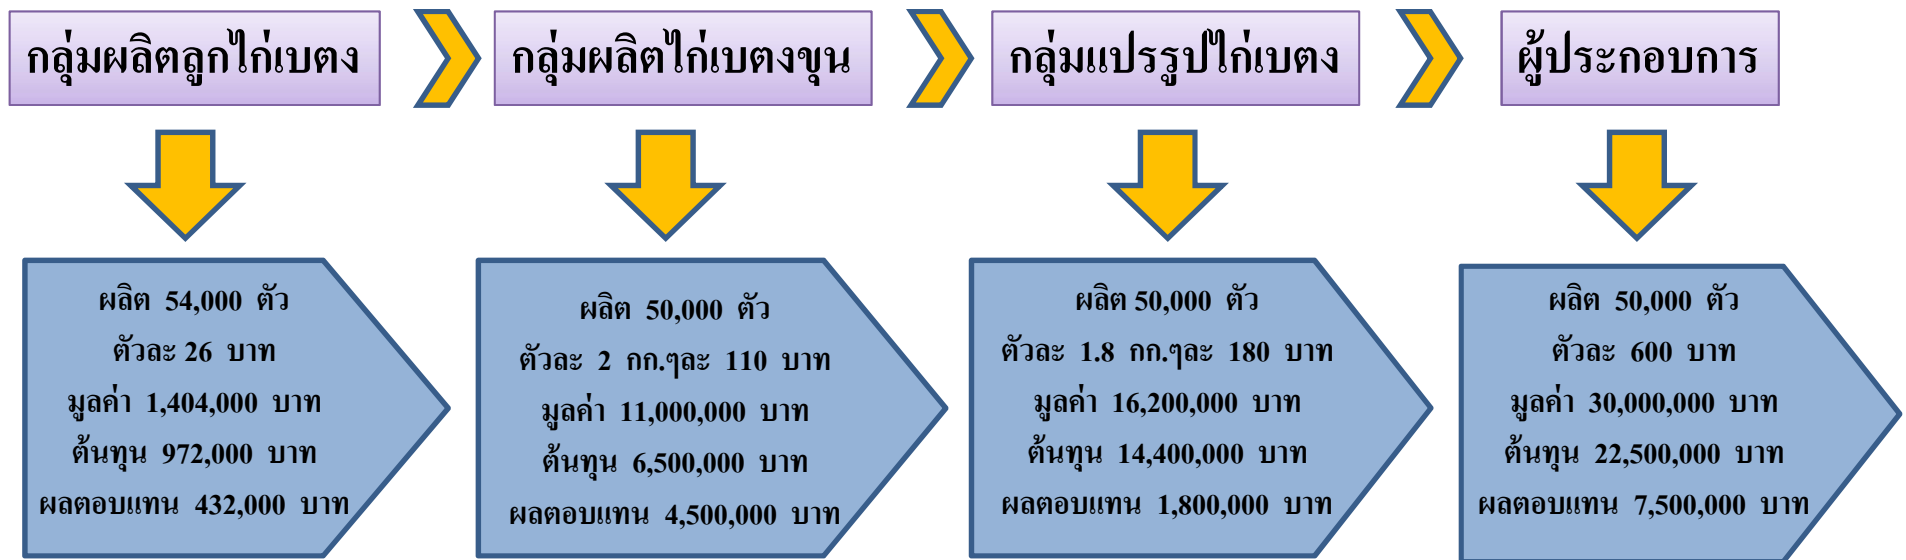 กลุ่มผลิตลูกไก่เบตง
กลุ่มผลิตไก่เบตงขุน
กลุ่มแปรรูปไก่เบตง
ผู้ประกอบการ
ผลิต 54,000 ตัว
ตัวละ 26 บาท
มูลค่า 1,404,000 บาท
ต้นทุน 972,000 บาท
ผลตอบแทน 432,000 บาท
ผลิต 50,000 ตัว
ตัวละ 2 กก.ๆละ 110 บาท
มูลค่า 11,000,000 บาท
ต้นทุน 6,500,000 บาท
ผลตอบแทน 4,500,000 บาท
ผลิต 50,000 ตัว
ตัวละ 1.8 กก.ๆละ 180 บาท
มูลค่า 16,200,000 บาท
ต้นทุน 14,400,000 บาท
ผลตอบแทน 1,800,000 บาท
ผลิต 50,000 ตัว
ตัวละ 600 บาท
มูลค่า 30,000,000 บาท
ต้นทุน 22,500,000 บาท
ผลตอบแทน 7,500,000 บาท